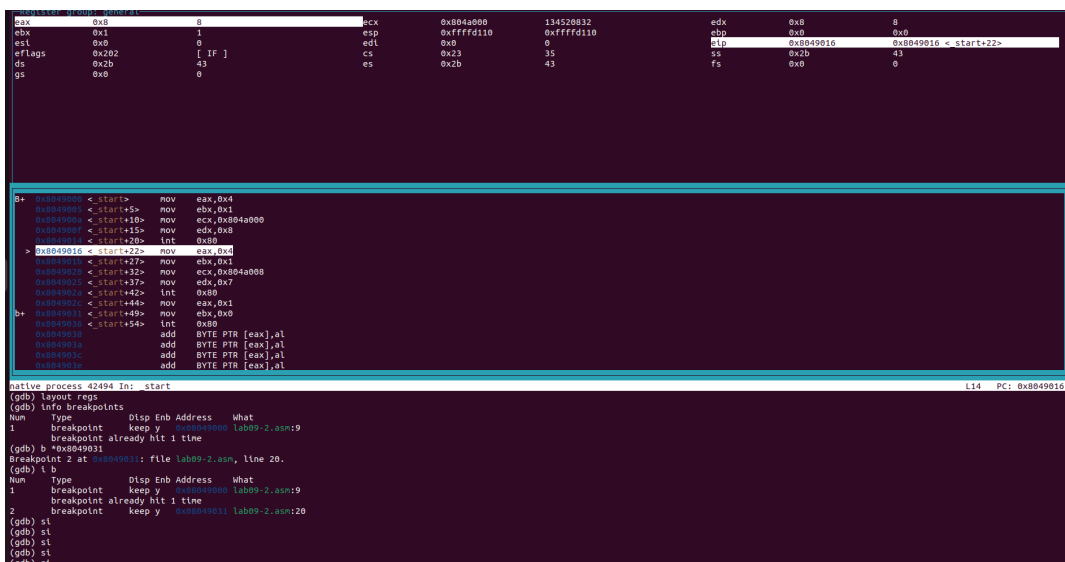 Register group: general
eax 0x8 8 ecx 0x804a000 134520832 edx 0x8 8
ebx 0x1 1 esp 0xffffd110 0xffffd110 ebp 0x0 0x0
esi 0x0 0 edi 0x0 0 eip 0x8049016 0x8049016 <_start+22>
eflags 0x202 [ IF ] cs 0x23 35 ss 0x2b 43
ds 0x2b 43 es 0x2b 43 fs 0x0 0
gs 0x0 0
B+ 0x8049000 <_start> mov eax,0x4
0x8049005 <_start+5> mov ebx,0x1
0x804900a <_start+10> mov ecx,0x804a000
0x804900f <_start+15> mov edx,0x8
0x8049014 <_start+20> int 0x80
> 0x8049016 <_start+22> mov eax,0x4
0x804901b <_start+27> mov ebx,0x1
0x8049020 <_start+32> mov ecx,0x804a008
0x8049025 <_start+37> mov edx,0x7
0x804902a <_start+42> int 0x80
0x804902c <_start+44> mov eax,0x1
b+ 0x8049031 <_start+49> mov ebx,0x0
0x8049036 <_start+54> int 0x80
0x8049038 add BYTE PTR [eax],al
0x804903a add BYTE PTR [eax],al
0x804903c add BYTE PTR [eax],al
0x804903e add BYTE PTR [eax],al
native process 42494 In: _start L14 PC: 0x8049016
(gdb) layout regs
(gdb) info breakpoints
Num Type Disp Enb Address What
1 breakpoint keep y 0x08049000 lab09-2.asm:9
breakpoint already hit 1 time
(gdb) b *0x8049031
Breakpoint 2 at 0x8049031: file lab09-2.asm, line 20.
(gdb) i b
Num Type Disp Enb Address What
1 breakpoint keep y 0x08049000 lab09-2.asm:9
breakpoint already hit 1 time
2 breakpoint keep y 0x08049031 lab09-2.asm:20
(gdb) si
(gdb) si
(gdb) si
(gdb) si
(gdb) si